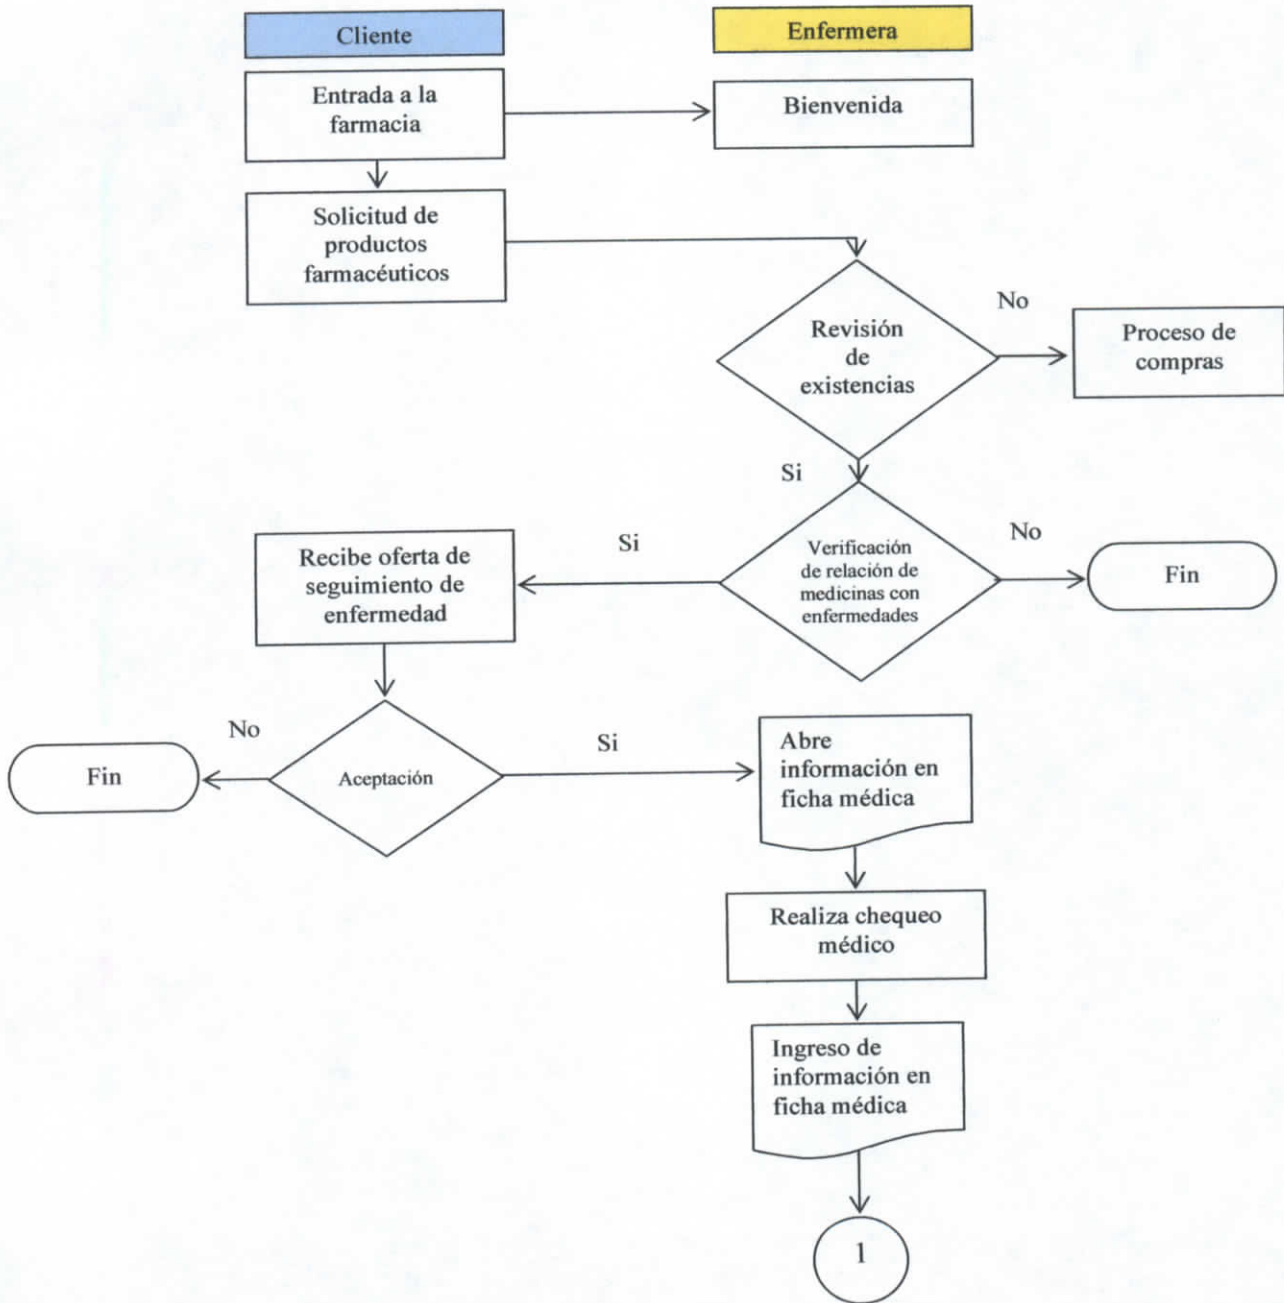 Cliente
Enfermera
Entrada a la
farmacia
Bienvenida
Solicitud de
productos
farmacéuticos
Revisión
de
existencias
No
Proceso de
compras
Si
Verificación
de relación de
medicinas con
enfermedades
No
Fin
Si
Recibe oferta de
seguimiento de
enfermedad
Aceptación
No
Fin
Si
Abre
información en
ficha médica
Realiza chequeo
médico
Ingreso de
información en
ficha médica
1